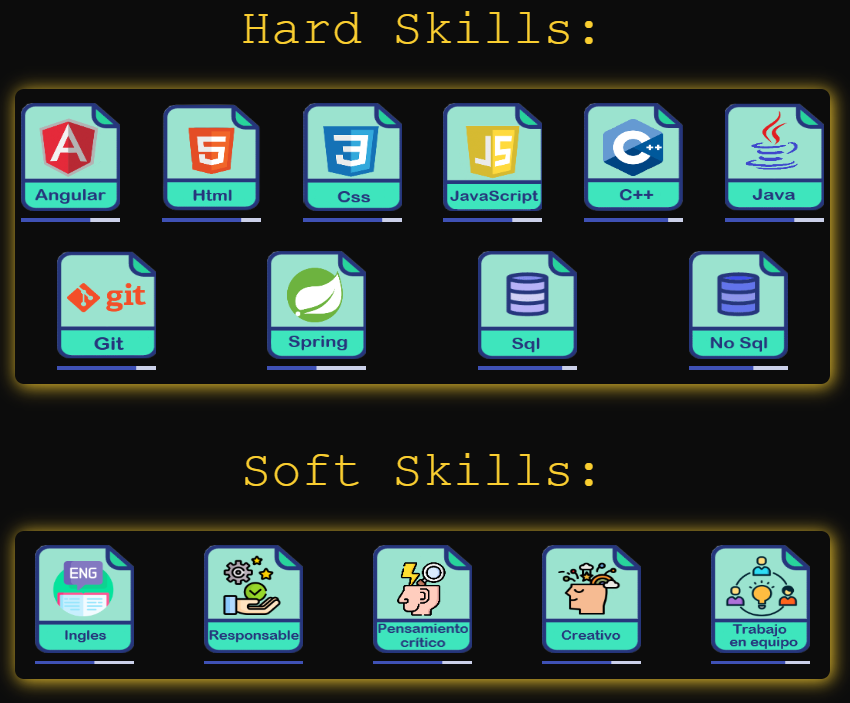 Hard Skills:
Angular
Html
Css
JS
JavaScript
C++
C++
Java
git
Git
Spring
Sql
No Sql
Soft Skills:
ENG
Ingles
Responsable
Pensamiento
crítico
Creativo
Trabajo
en equipo